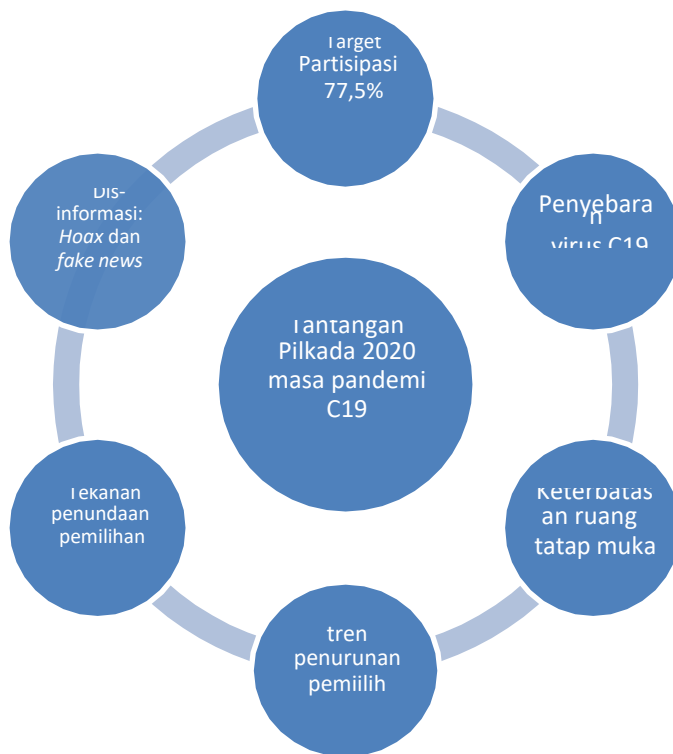 Target
Partisipasi
77,5%
Penyebara
n
virus C19
Keterbatas
an ruang
tatap muka
tren
penurunan
pemiilih
Tekanan
penundaan
pemilihan
Dis-
informasi:
Hoax dan
fake news
Tantangan
Pilkada 2020
masa pandemi
C19